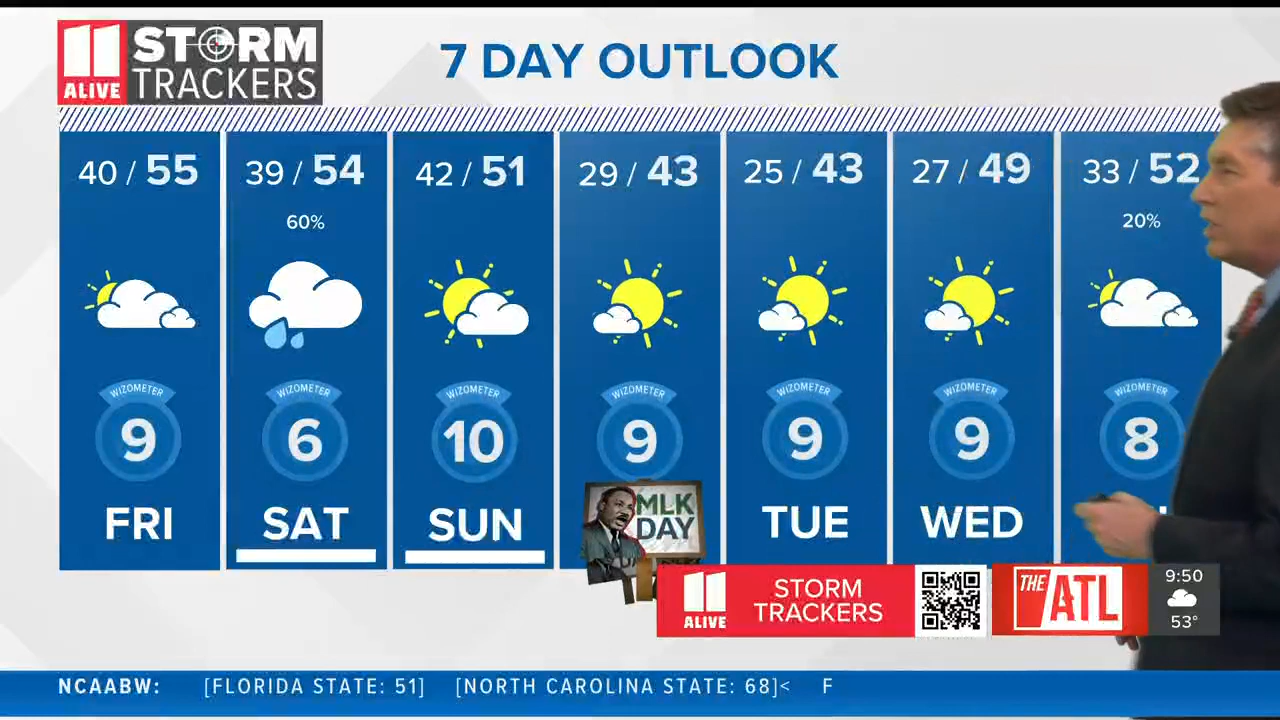 11 ALIVE
STORM TRACKERS
7 DAY OUTLOOK
40 / 55
39 / 54
42 / 51
29 / 43
25 / 43
27 / 49
33 / 52
60%
20%
WIZOMETER
WIZOMETER
WIZOMETER
WIZOMETER
WIZOMETER
WIZOMETER
WIZOMETER
9
6
10
9
9
9
8
FRI
SAT
SUN
MLK
DAY
TUE
WED
11 ALIVE
STORM
TRACKERS
THE ATL
9:50
53°
NCAABW: [FLORIDA STATE: 51] [NORTH CAROLINA STATE: 68]< F